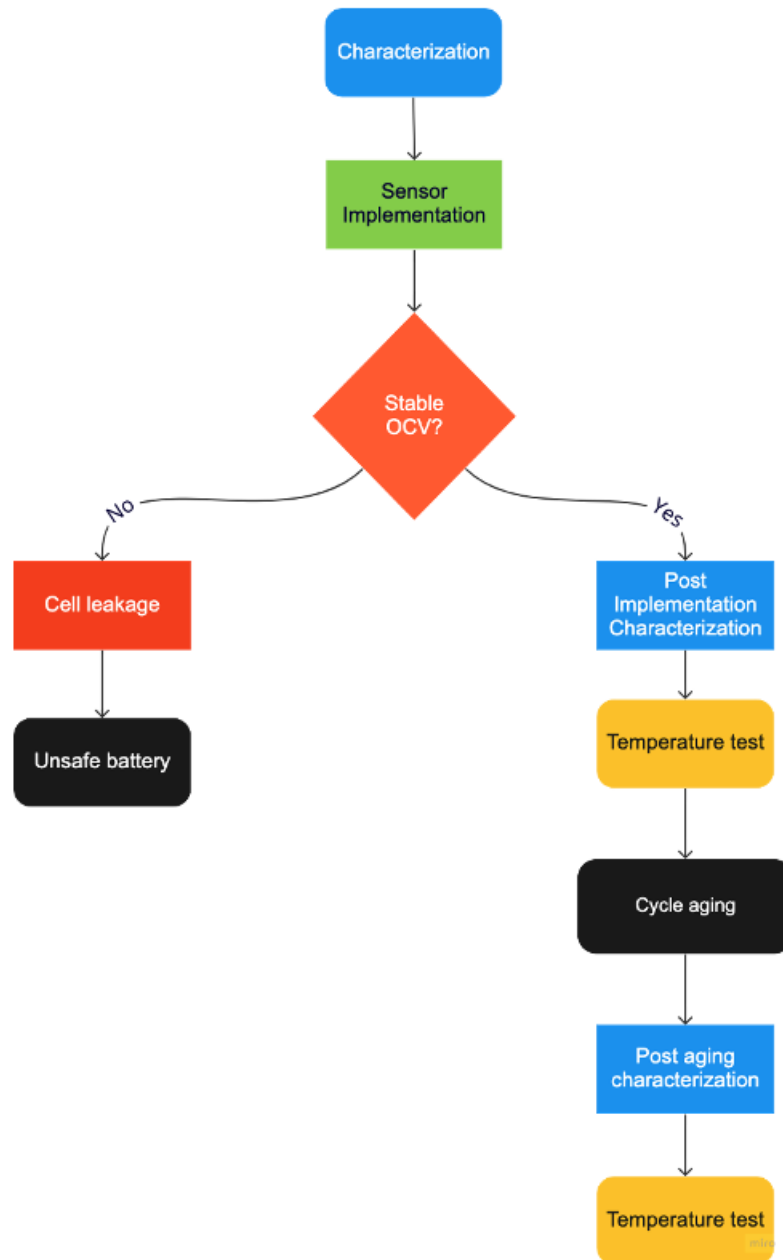 Characterization
Sensor
Implementation
Stable
OCV?
No
Yes
Cell leakage
Post
Implementation
Characterization
Unsafe battery
Temperature test
Cycle aging
Post aging
characterization
Temperature test
miro